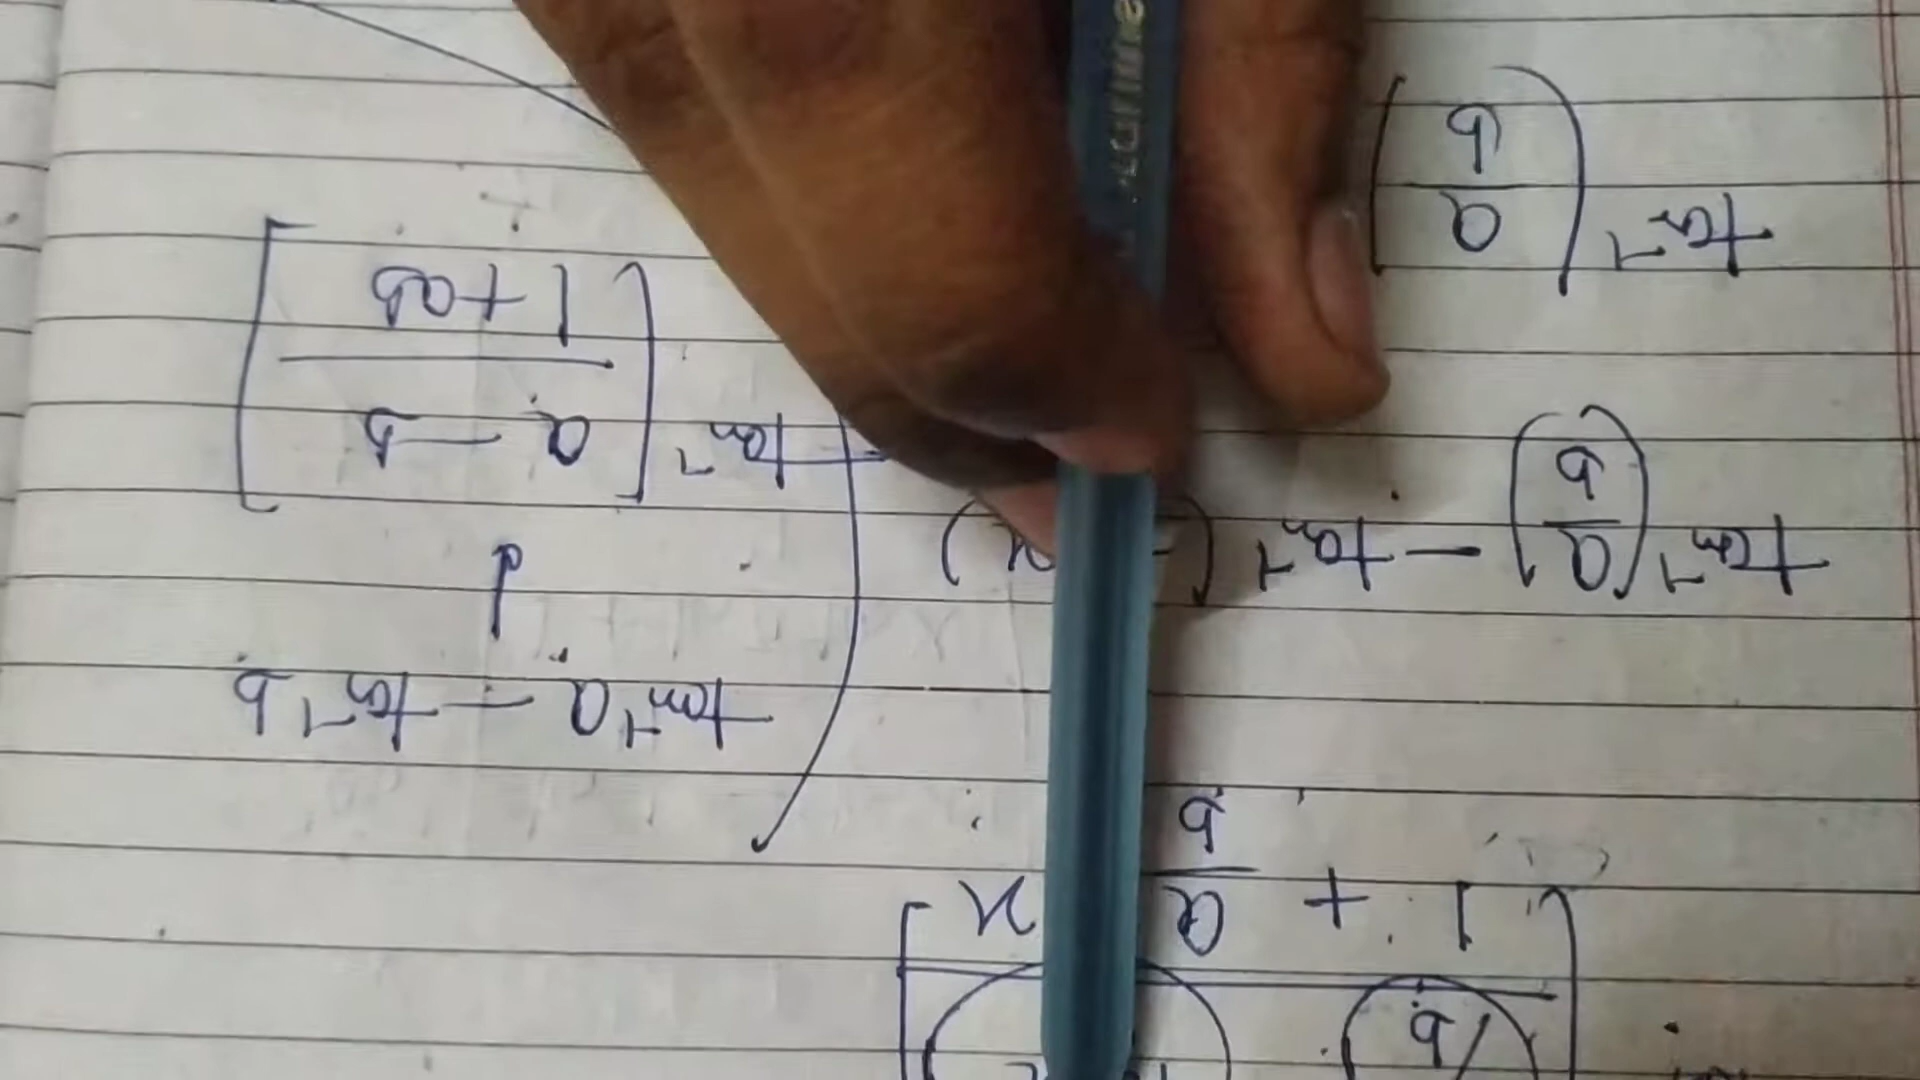 /b
1 + a/b x
tan⁻¹a − tan⁻¹b
tan⁻¹(a/b) − tan⁻¹( x)
tan⁻¹[(a − b)/(1 + ab)]
tan⁻¹(a/b)